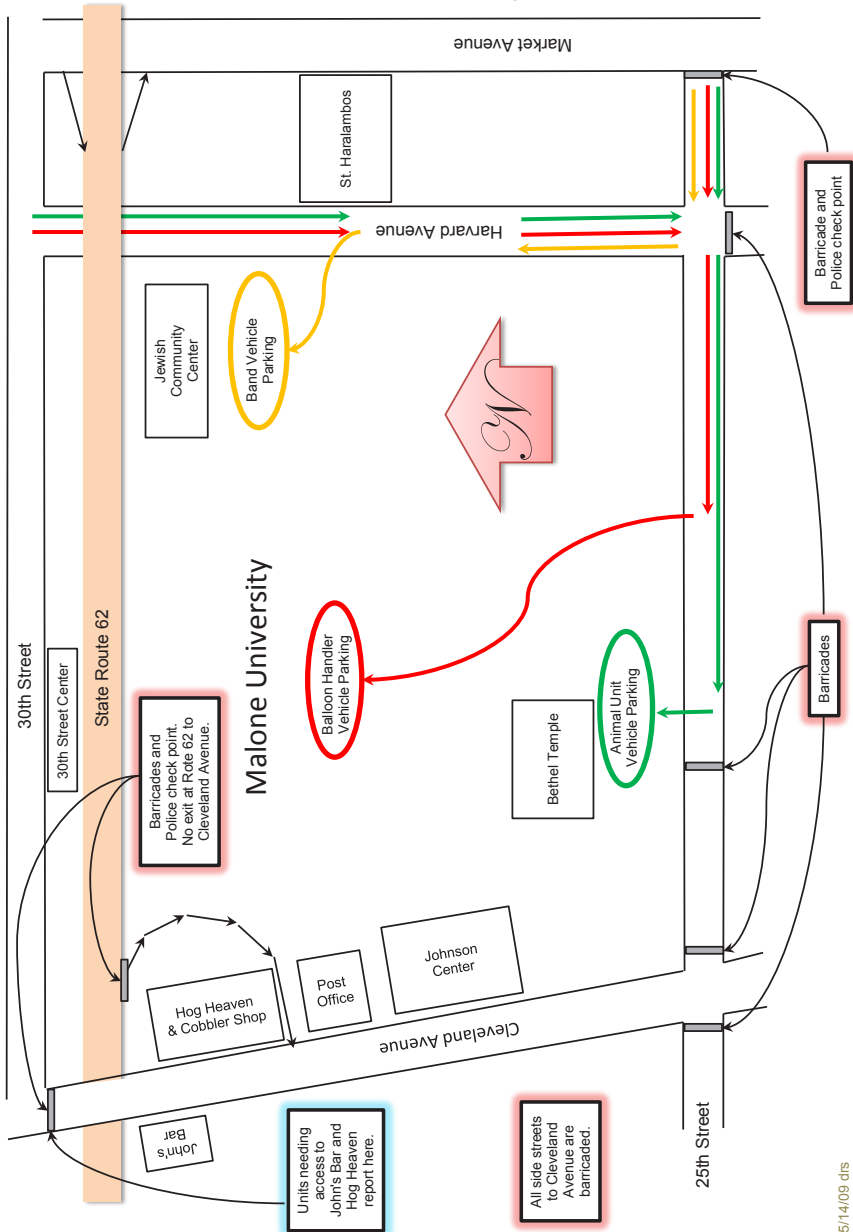 30th Street
30th Street Center
State Route 62
Barricades and
Police check point.
No exit at Rote 62 to
Cleveland Avenue.
John's
Bar
Hog Heaven
& Cobbler Shop
Post
Office
Johnson
Center
Cleveland Avenue
Units needing
access to
John's Bar and
Hog Heaven
report here.
All side streets
to Cleveland
Avenue are
barricaded.
Malone University
Balloon Handler
Vehicle Parking
Bethel Temple
Animal Unit
Vehicle Parking
Jewish
Community
Center
Band Vehicle
Parking
N
Harvard Avenue
St. Haralambos
Market Avenue
25th Street
Barricades
Barricade and
Police check point
5/14/09 drs